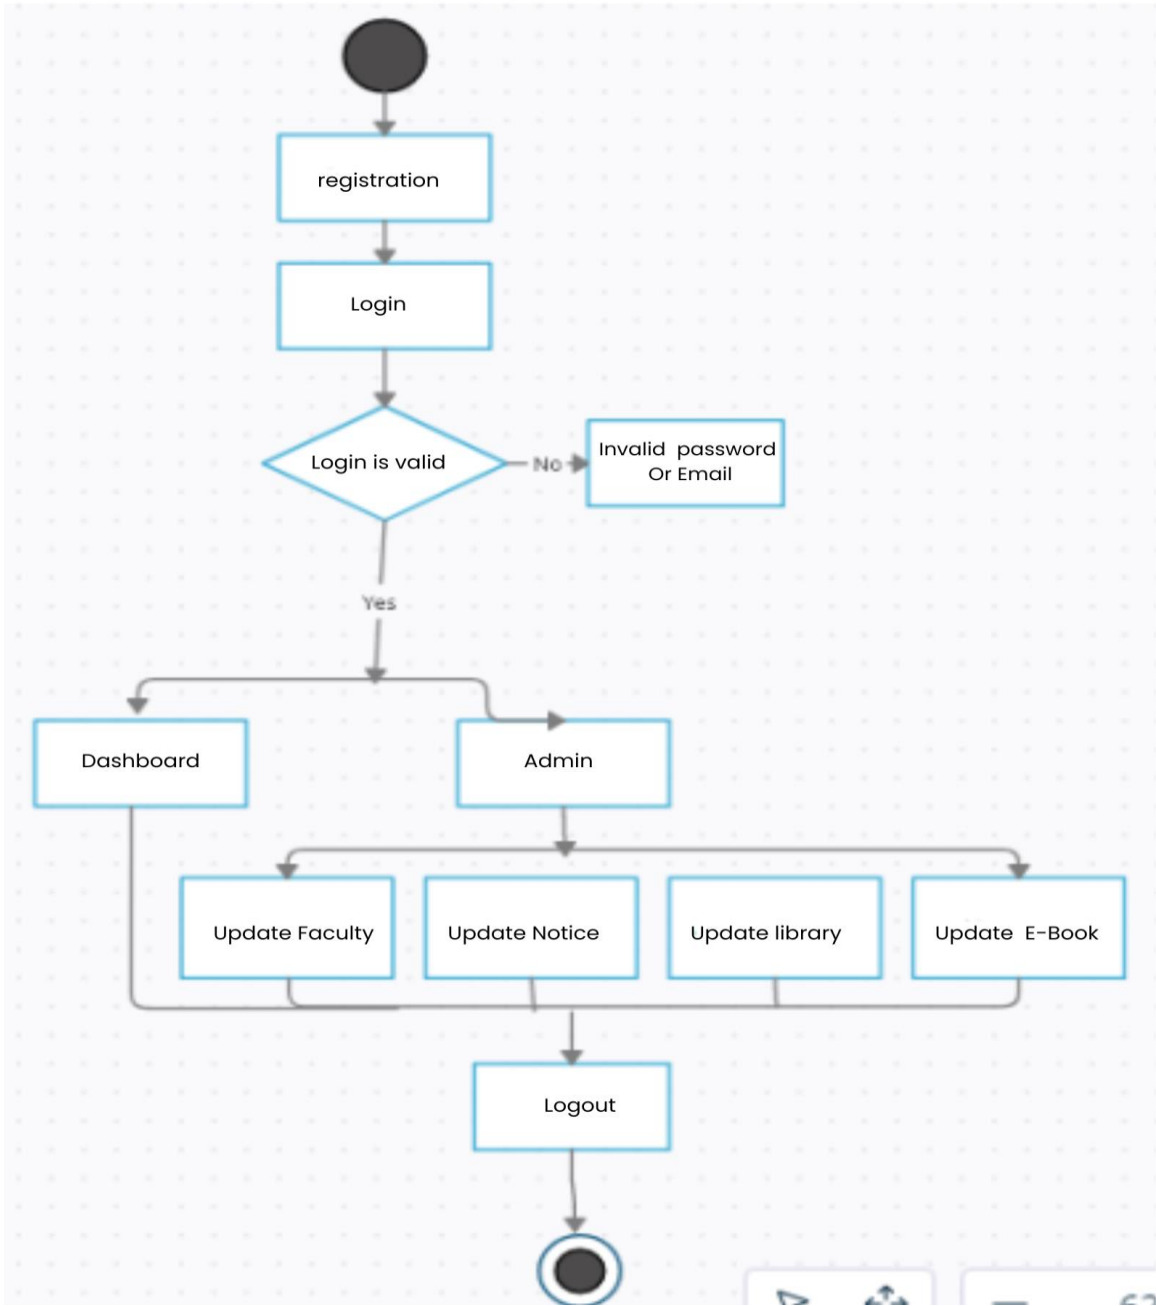 registration
Login
Login is valid
No
Invalid password
Or Email
Yes
Dashboard
Admin
Update Faculty
Update Notice
Update library
Update E-Book
Logout